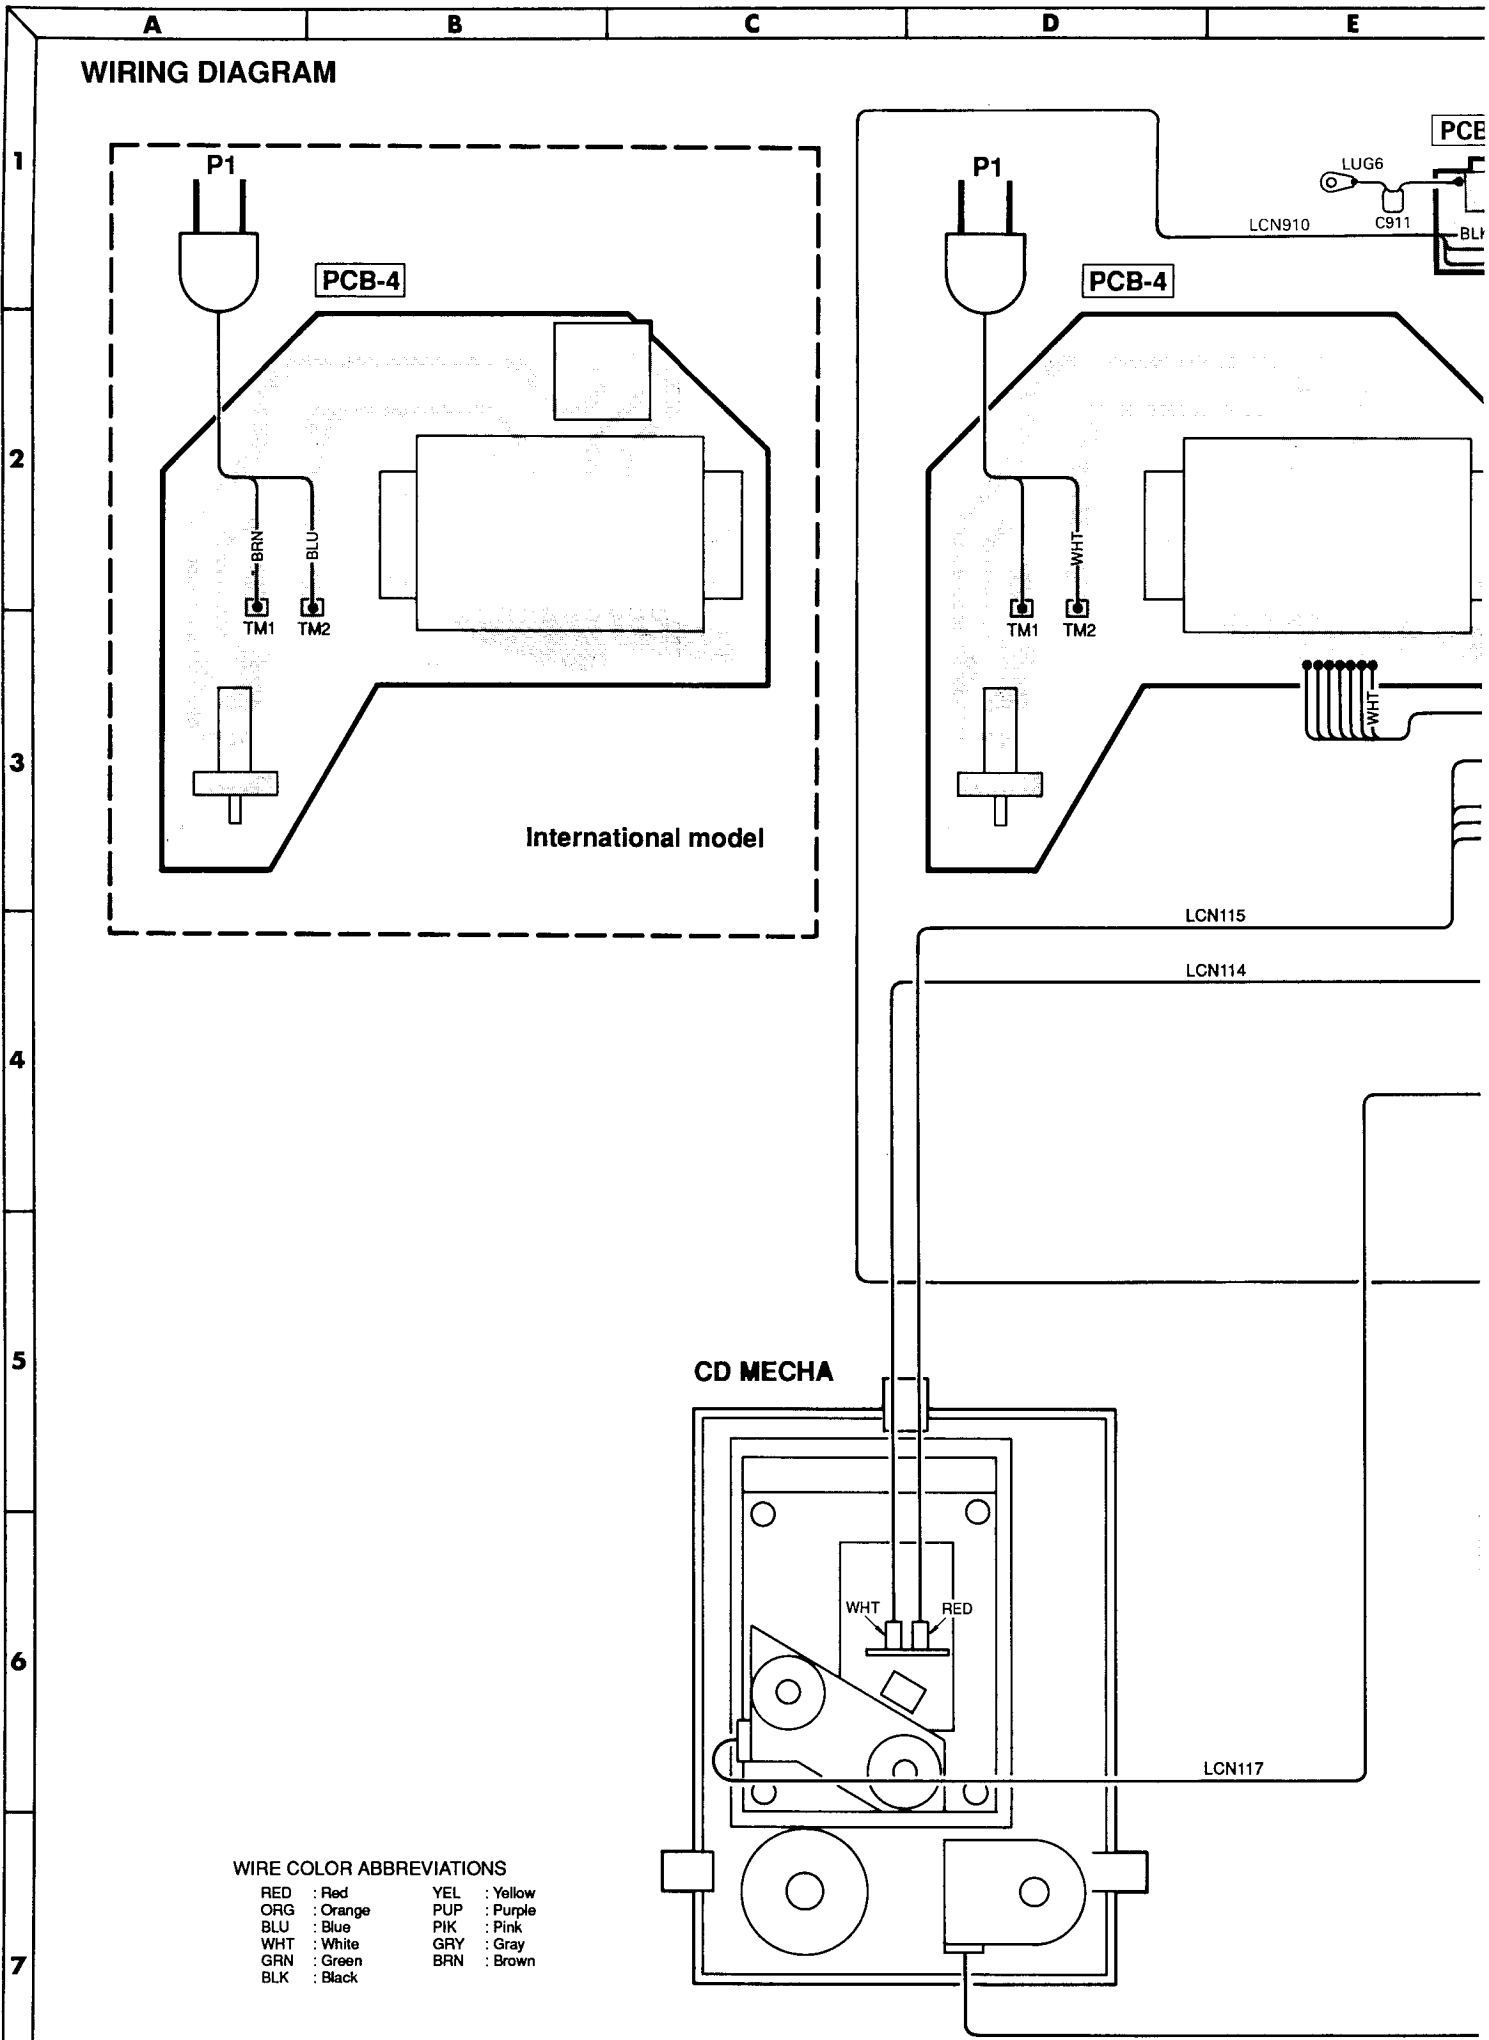 A B C D E
WIRING DIAGRAM
1
P1
P1
LUG6
C911
LCN910
PCB-4
PCB-4
2
BRN
BLU
WHT
TM1 TM2
TM1 TM2
WHT
3
International model
LCN115
LCN114
4
5
CD MECHA
WHT
RED
6
LCN117
WIRE COLOR ABBREVIATIONS
RED : Red YEL : Yellow
ORG : Orange PUP : Purple
BLU : Blue PIK : Pink
WHT : White GRY : Gray
GRN : Green BRN : Brown
BLK : Black
7